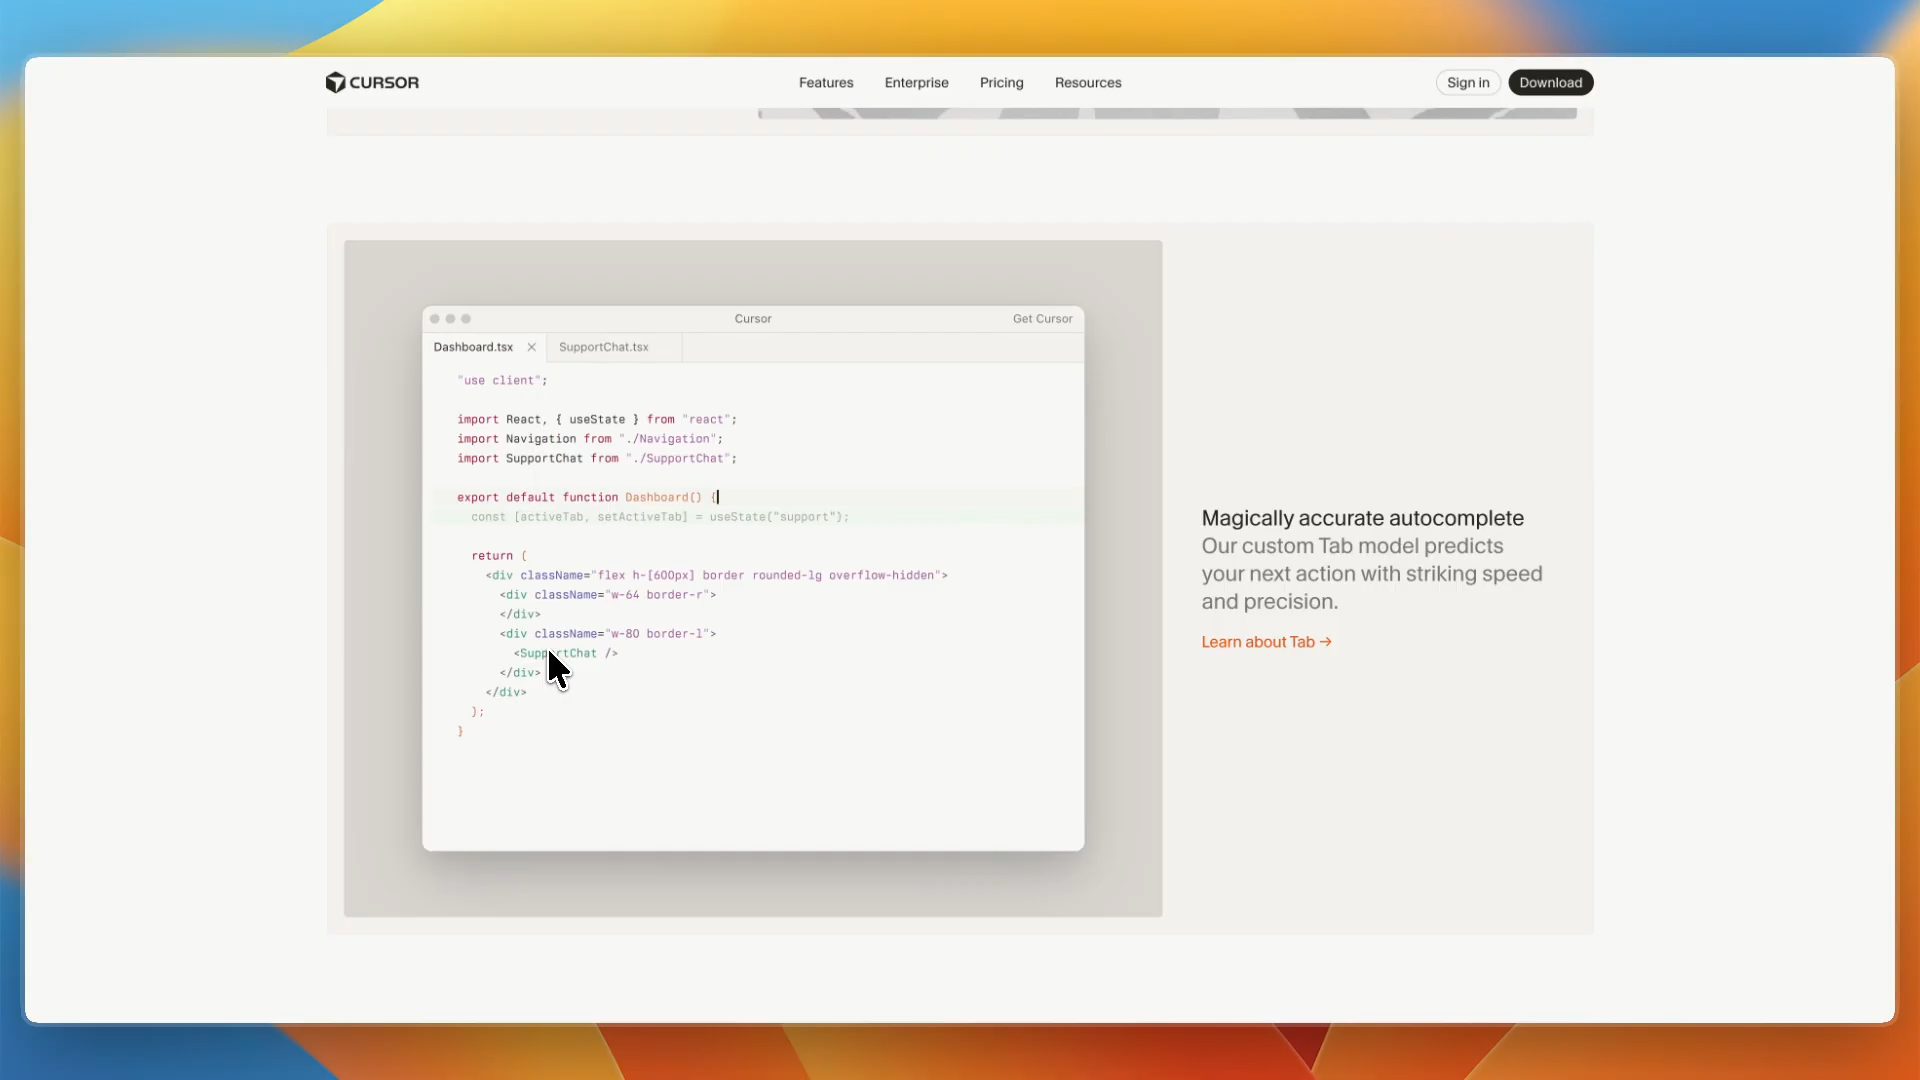 CURSOR
Features
Enterprise
Pricing
Resources
Sign in
Download
Cursor
Get Cursor
Dashboard.tsx
SupportChat.tsx
"use client";
import React, { useState } from "react";
import Navigation from "./Navigation";
import SupportChat from "./SupportChat";
export default function Dashboard() {
const [activeTab, setActiveTab] = useState("support");
return (
<div className="flex h-[600px] border rounded-lg overflow-hidden">
<div className="w-64 border-r">
</div>
<div className="w-80 border-l">
<SupportChat />
</div>
</div>
);
}
Magically accurate autocomplete
Our custom Tab model predicts
your next action with striking speed
and precision.
Learn about Tab →